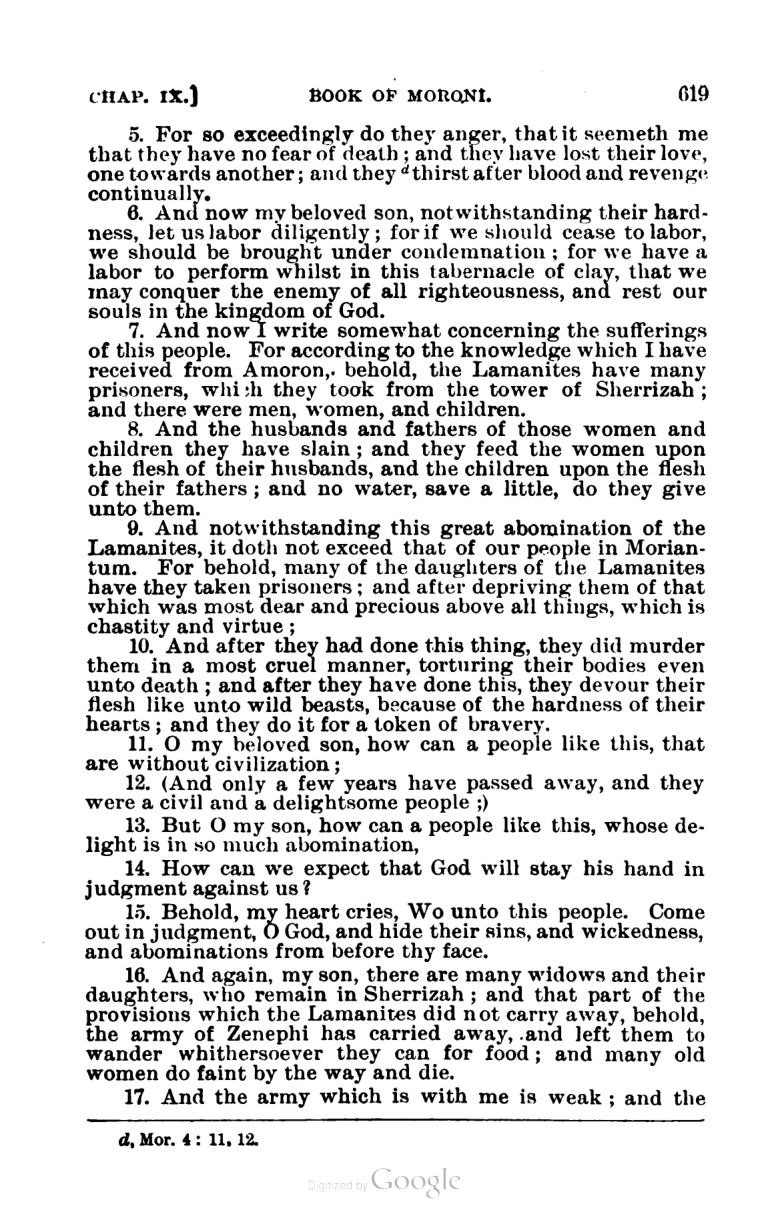 CHAP. IX.] BOOK OF MORONI. 619
5. For so exceedingly do they anger, that it seemeth me
that they have no fear of death ; and they have lost their love,
one towards another; and they d thirst after blood and revenge
continually.
6. And now my beloved son, notwithstanding their hard-
ness, let us labor diligently ; for if we should cease to labor,
we should be brought under condemnation ; for we have a
labor to perform whilst in this tabernacle of clay, that we
may conquer the enemy of all righteousness, and rest our
souls in the kingdom of God.
7. And now I write somewhat concerning the sufferings
of this people. For according to the knowledge which I have
received from Amoron,. behold, the Lamanites have many
prisoners, which they took from the tower of Sherrizah ;
and there were men, women, and children.
8. And the husbands and fathers of those women and
children they have slain ; and they feed the women upon
the flesh of their husbands, and the children upon the flesh
of their fathers ; and no water, save a little, do they give
unto them.
9. And notwithstanding this great abomination of the
Lamanites, it doth not exceed that of our people in Morian-
tum. For behold, many of the daughters of the Lamanites
have they taken prisoners ; and after depriving them of that
which was most dear and precious above all things, which is
chastity and virtue ;
10. And after they had done this thing, they did murder
them in a most cruel manner, torturing their bodies even
unto death ; and after they have done this, they devour their
flesh like unto wild beasts, because of the hardness of their
hearts ; and they do it for a token of bravery.
11. O my beloved son, how can a people like this, that
are without civilization ;
12. (And only a few years have passed away, and they
were a civil and a delightsome people ;)
13. But O my son, how can a people like this, whose de-
light is in so much abomination,
14. How can we expect that God will stay his hand in
judgment against us ?
15. Behold, my heart cries, Wo unto this people. Come
out in judgment, O God, and hide their sins, and wickedness,
and abominations from before thy face.
16. And again, my son, there are many widows and their
daughters, who remain in Sherrizah ; and that part of the
provisions which the Lamanites did not carry away, behold,
the army of Zenephi has carried away, .and left them to
wander whithersoever they can for food ; and many old
women do faint by the way and die.
17. And the army which is with me is weak ; and the
d, Mor. 4 : 11, 12.
Digitized by Google